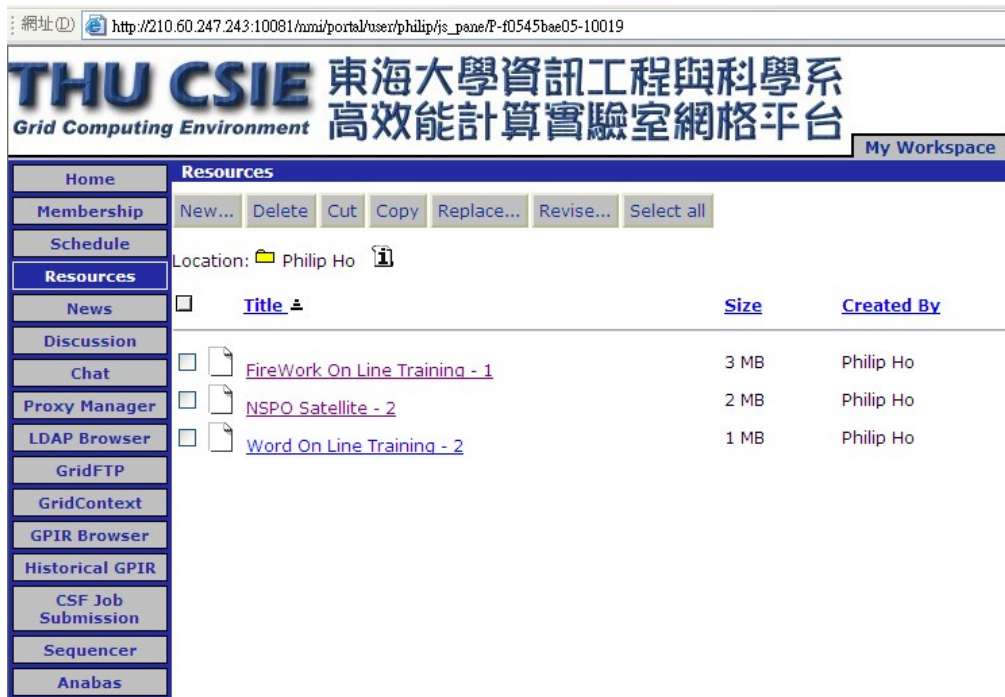 網址(D) http://210.60.247.243:10081/nmi/portal/user/philip/js_pane/P-f0545bae05-10019
THU CSIE 東海大學資訊工程與科學系
Grid Computing Environment 高效能計算實驗室網格平台
My Workspace
Home
Membership
Schedule
Resources
News
Discussion
Chat
Proxy Manager
LDAP Browser
GridFTP
GridContext
GPIR Browser
Historical GPIR
CSF Job
Submission
Sequencer
Anabas
Resources
New... Delete Cut Copy Replace... Revise... Select all
Location: Philip Ho
Title Size Created By
FireWork On Line Training - 1 3 MB Philip Ho
NSPO Satellite - 2 2 MB Philip Ho
Word On Line Training - 2 1 MB Philip Ho